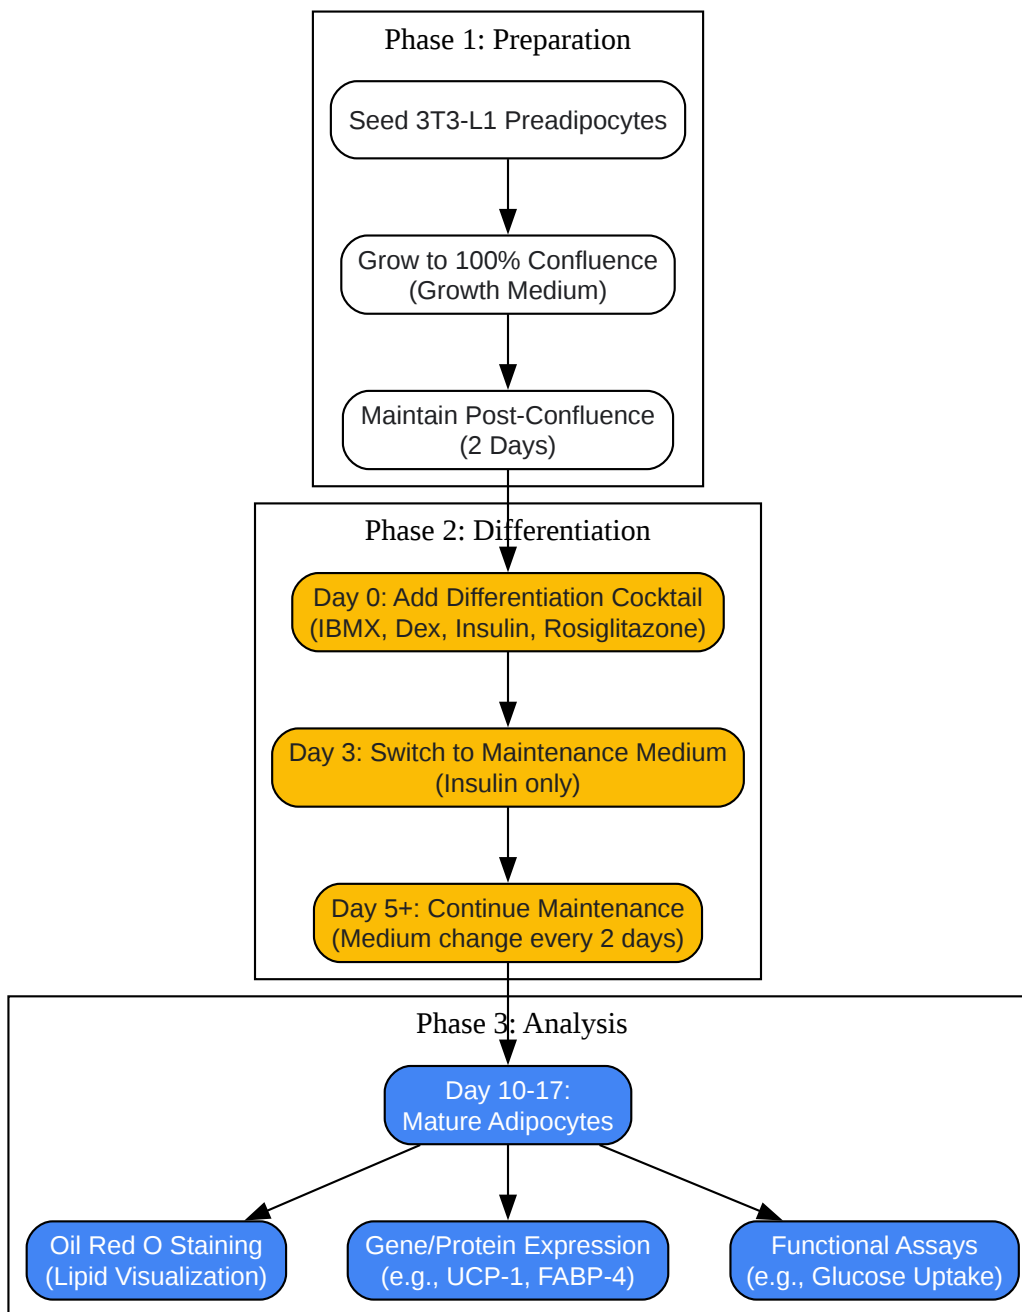 Phase 1: Preparation
Seed 3T3-L1 Preadipocytes
Grow to 100% Confluence
(Growth Medium)
Maintain Post-Confluence
(2 Days)
Phase 2: Differentiation
Day 0: Add Differentiation Cocktail
(IBMX, Dex, Insulin, Rosiglitazone)
Day 3: Switch to Maintenance Medium
(Insulin only)
Day 5+: Continue Maintenance
(Medium change every 2 days)
Phase 3: Analysis
Day 10-17:
Mature Adipocytes
Oil Red O Staining
(Lipid Visualization)
Gene/Protein Expression
(e.g., UCP-1, FABP-4)
Functional Assays
(e.g., Glucose Uptake)